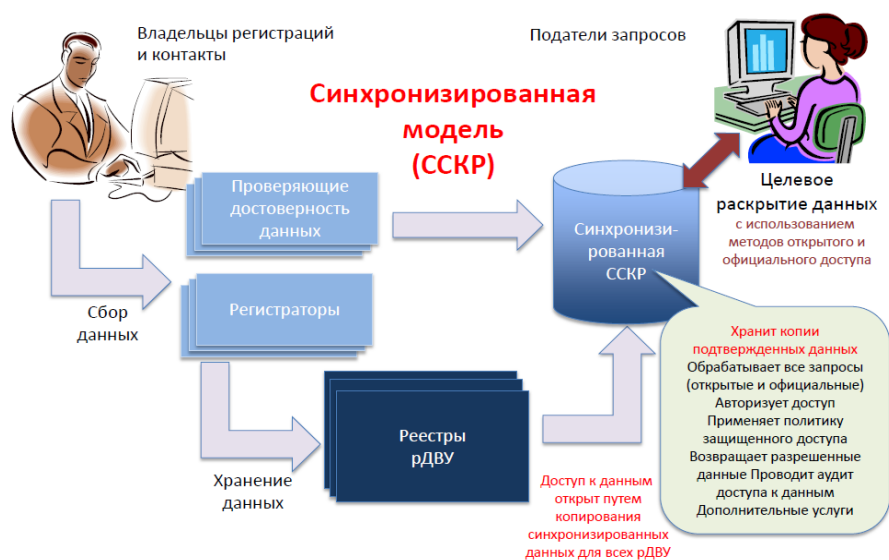 Владельцы регистраций
и контакты
Податели запросов
Синхронизированная
модель
(ССКР)
Проверяющие
достоверность
данных
Синхронизи-
рованная
ССКР
Целевое
раскрытие данных
с использованием
методов открытого и
официального доступа
Сбор
данных
Регистраторы
Хранит копии
подтвержденных данных
Обрабатывает все запросы
(открытые и официальные)
Авторизует доступ
Применяет политику
защищенного доступа
Возвращает разрешенные
данные Проводит аудит
доступа к данным
Дополнительные услуги
Реестры
рДВУ
Хранение
данных
Доступ к данным
открыт путем
копирования
синхронизированных
данных для всех рДВУ